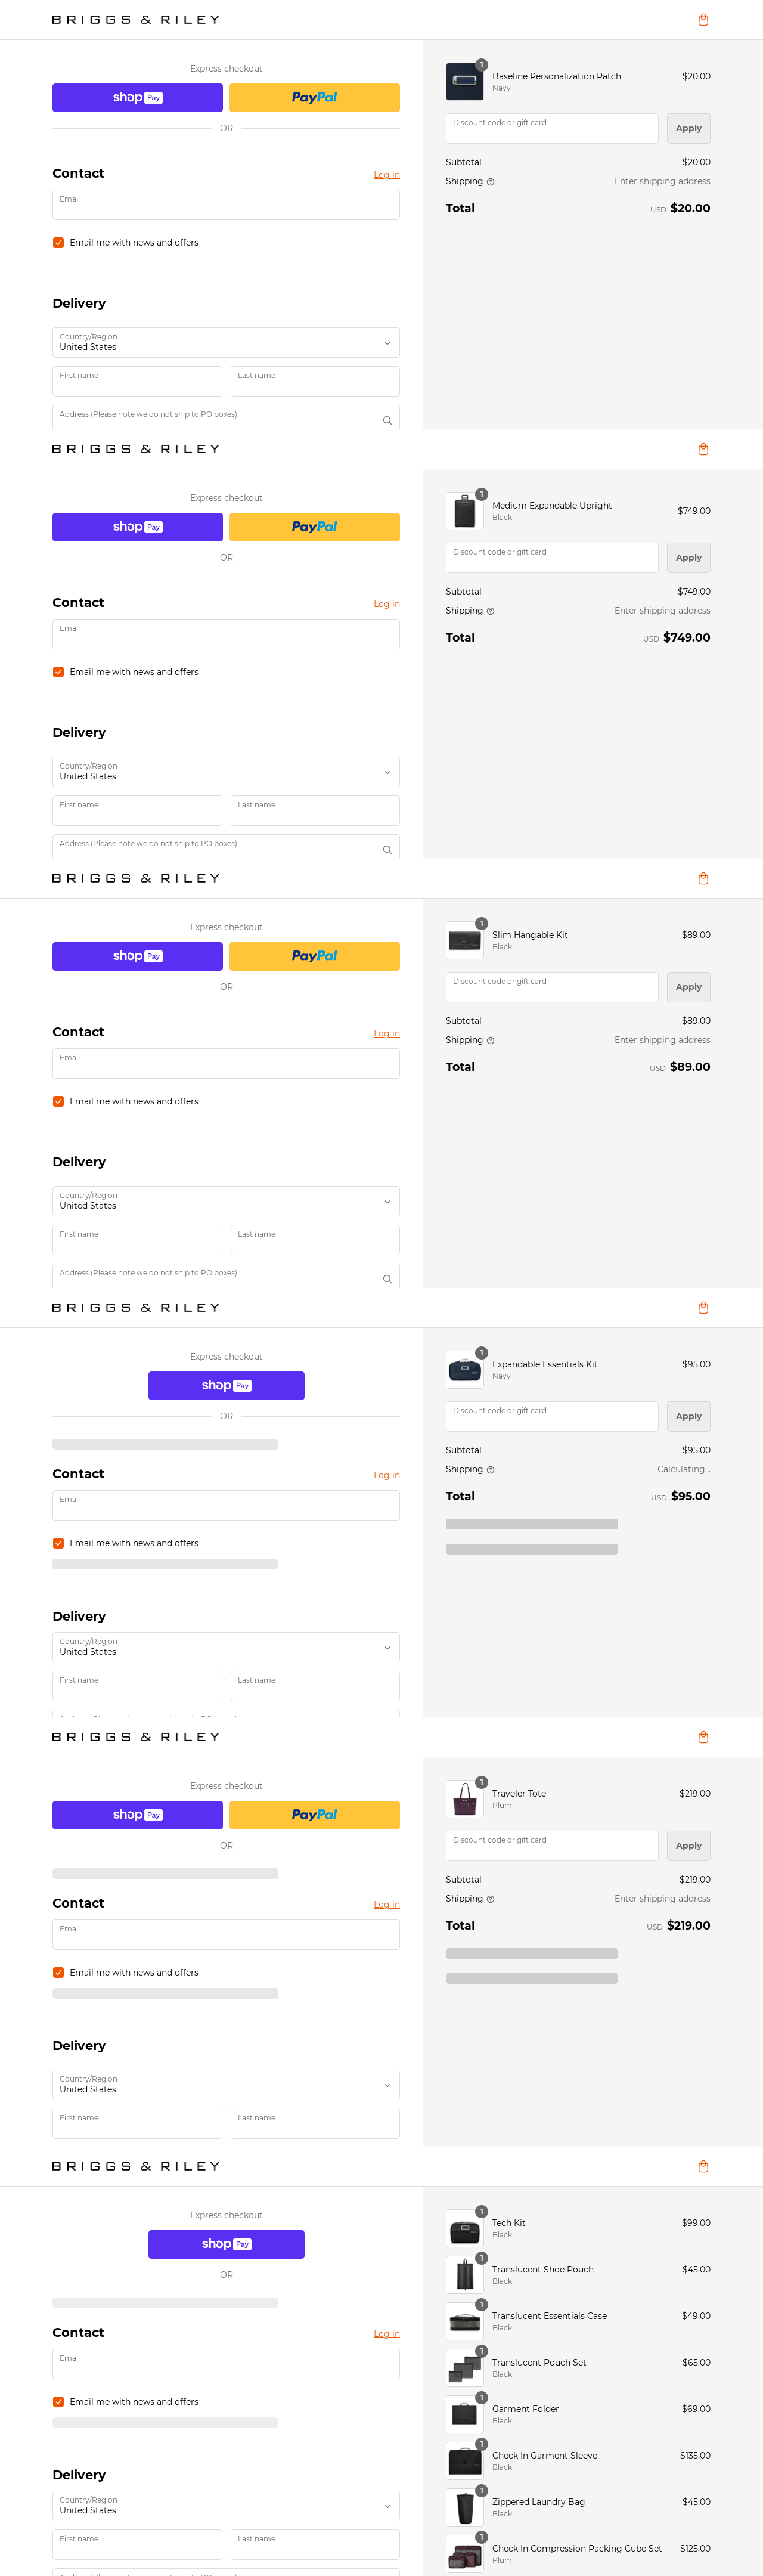 BRIGGS & RILEY
Express checkout
shop Pay
PayPal
OR
Contact
Log in
Email
Email me with news and offers
Delivery
Country/Region
United States
First name
Last name
Address (Please note we do not ship to PO boxes)
1
Baseline Personalization Patch
$20.00
Navy
Discount code or gift card
Apply
Subtotal
$20.00
Shipping
Enter shipping address
Total
USD $20.00
BRIGGS & RILEY
Express checkout
shop Pay
PayPal
OR
Contact
Log in
Email
Email me with news and offers
Delivery
Country/Region
United States
First name
Last name
Address (Please note we do not ship to PO boxes)
1
Medium Expandable Upright
$749.00
Black
Discount code or gift card
Apply
Subtotal
$749.00
Shipping
Enter shipping address
Total
USD $749.00
BRIGGS & RILEY
Express checkout
shop Pay
PayPal
OR
Contact
Log in
Email
Email me with news and offers
Delivery
Country/Region
United States
First name
Last name
Address (Please note we do not ship to PO boxes)
1
Slim Hangable Kit
$89.00
Black
Discount code or gift card
Apply
Subtotal
$89.00
Shipping
Enter shipping address
Total
USD $89.00
BRIGGS & RILEY
Express checkout
shop Pay
OR
Contact
Log in
Email
Email me with news and offers
Delivery
Country/Region
United States
First name
Last name
1
Expandable Essentials Kit
$95.00
Navy
Discount code or gift card
Apply
Subtotal
$95.00
Shipping
Calculating...
Total
USD $95.00
BRIGGS & RILEY
Express checkout
shop Pay
PayPal
OR
Contact
Log in
Email
Email me with news and offers
Delivery
Country/Region
United States
First name
Last name
1
Traveler Tote
$219.00
Plum
Discount code or gift card
Apply
Subtotal
$219.00
Shipping
Enter shipping address
Total
USD $219.00
BRIGGS & RILEY
Express checkout
shop Pay
OR
Contact
Log in
Email
Email me with news and offers
Delivery
Country/Region
United States
First name
Last name
1
Tech Kit
$99.00
Black
1
Translucent Shoe Pouch
$45.00
Black
1
Translucent Essentials Case
$49.00
Black
1
Translucent Pouch Set
$65.00
Black
1
Garment Folder
$69.00
Black
1
Check In Garment Sleeve
$135.00
Black
1
Zippered Laundry Bag
$45.00
Black
1
Check In Compression Packing Cube Set
$125.00
Plum